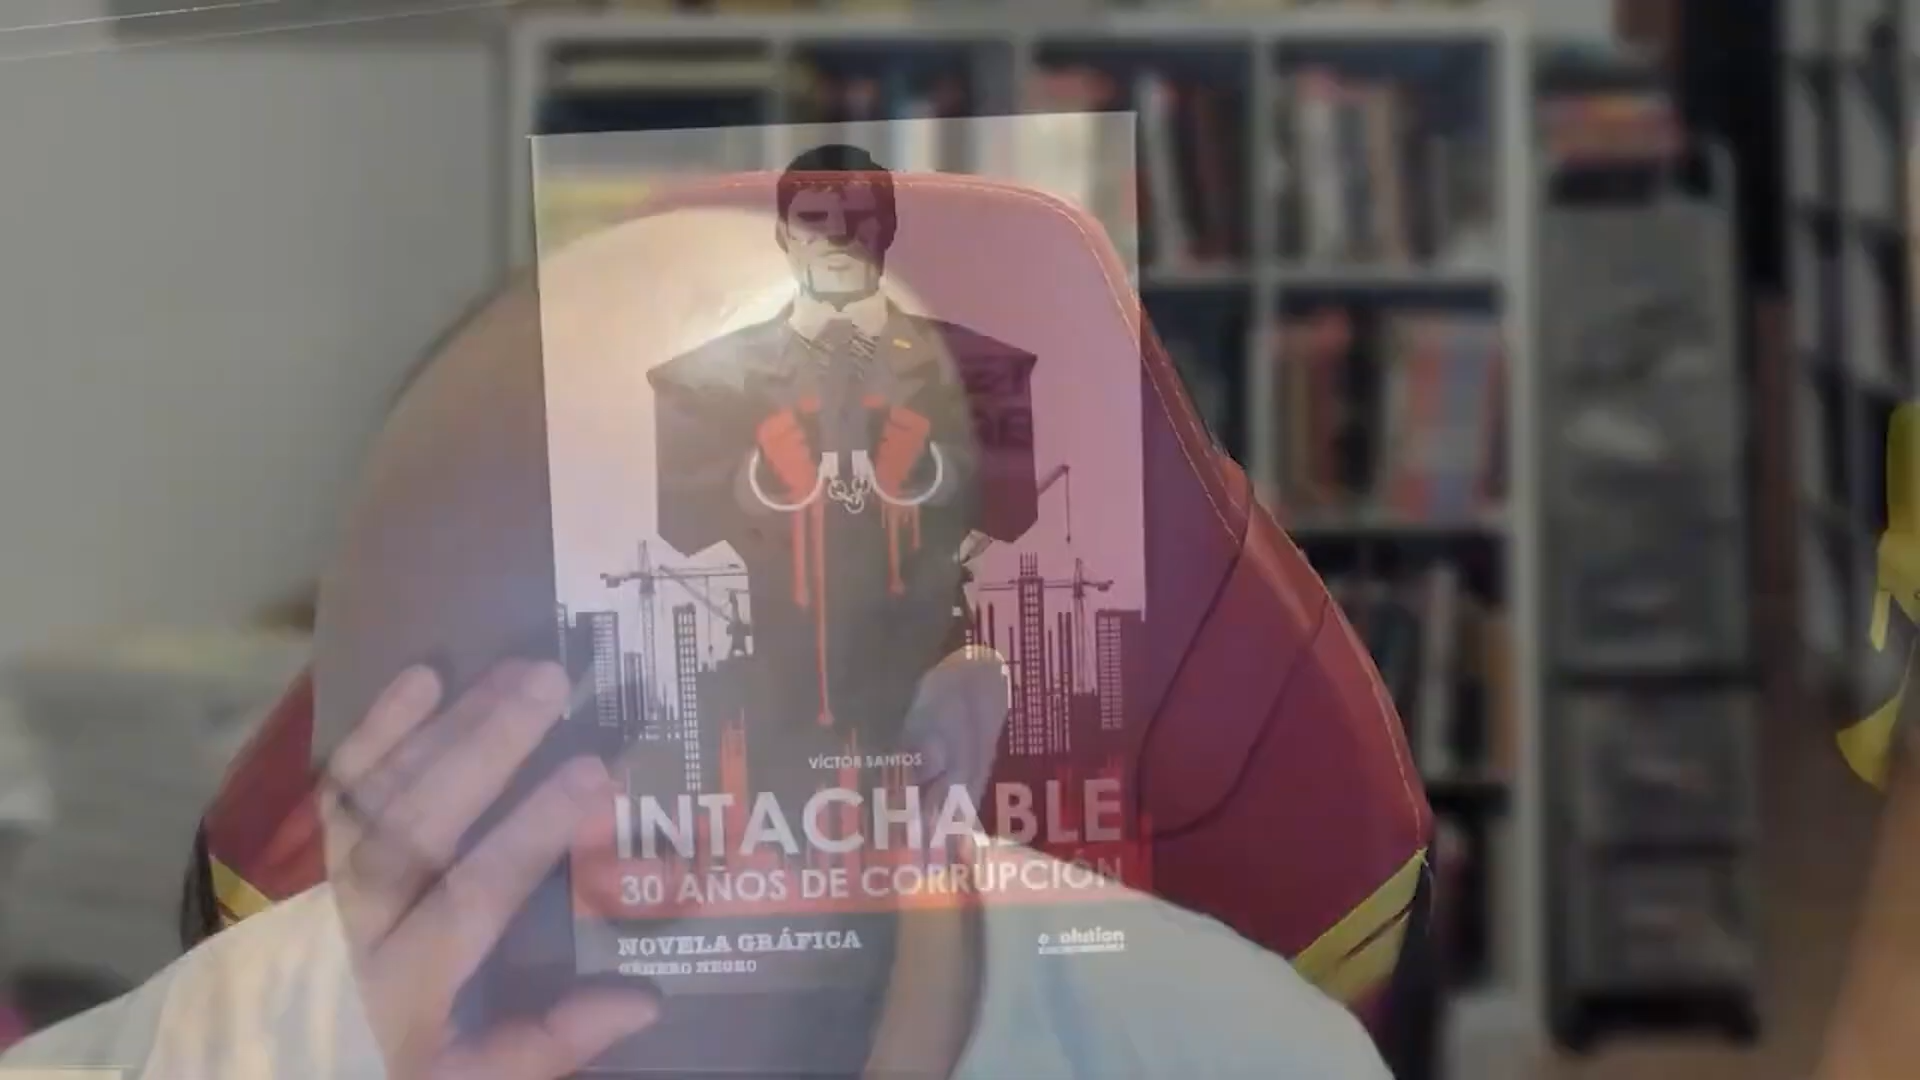 VÍCTOR SANTOS
INTACHABLE
30 AÑOS DE CORRUPCIÓN
NOVELA GRÁFICA
GÉNERO NEGRO